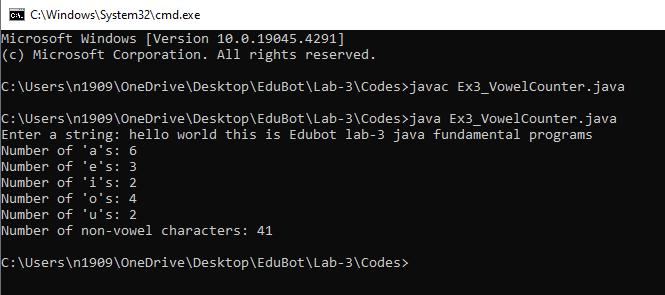 C:\Windows\System32\cmd.exe
Microsoft Windows [Version 10.0.19045.4291]
(c) Microsoft Corporation. All rights reserved.
C:\Users\n1909\OneDrive\Desktop\EduBot\Lab-3\Codes>javac Ex3_VowelCounter.java
C:\Users\n1909\OneDrive\Desktop\EduBot\Lab-3\Codes>java Ex3_VowelCounter.java
Enter a string: hello world this is Edubot lab-3 java fundamental programs
Number of 'a's: 6
Number of 'e's: 3
Number of 'i's: 2
Number of 'o's: 4
Number of 'u's: 2
Number of non-vowel characters: 41
C:\Users\n1909\OneDrive\Desktop\EduBot\Lab-3\Codes>